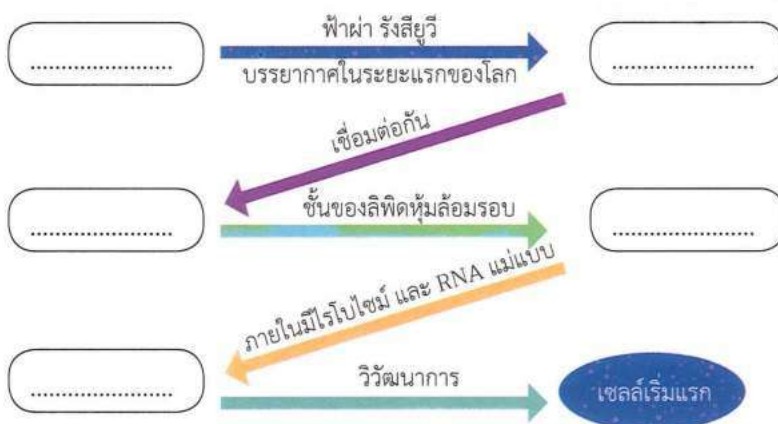 ......................
ฟ้าผ่า รังสียูวี
บรรยากาศในระยะแรกของโลก
......................
เชื่อมต่อกัน
......................
ชั้นของลิพิดหุ้มล้อมรอบ
......................
ภายในมีไรโบไซม์ และ RNA แม่แบบ
......................
วิวัฒนาการ
เซลล์เริ่มแรก